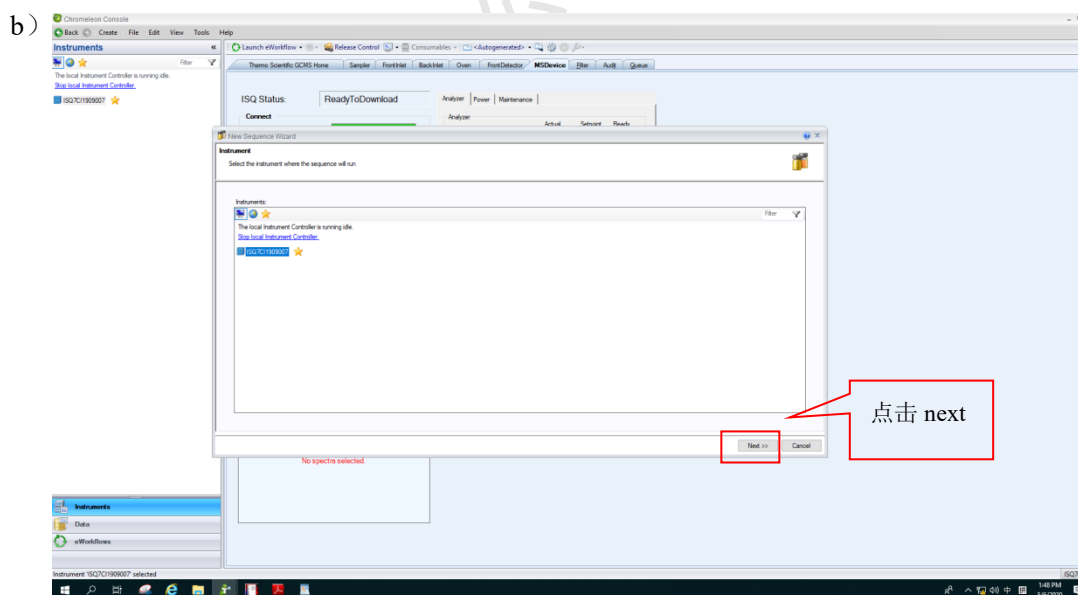 b）
Chromeleon Console
Back Create File Edit View Tools Help
Instruments «
Launch eWorkflow Release Control Consumables <Autogenerated>
Filter
Thermo Scientific GCMS Home Sampler FrontInlet BackInlet Oven FrontDetector MSDevice Filter Audit Queue
The local Instrument Controller is running idle.
Stop local Instrument Controller.
ISQ7CI1909007
ISQ Status: ReadyToDownload
Analyzer Power Maintenance
Connect
Analyzer
Actual Setpoint Ready
New Sequence Wizard
Instrument
Select the instrument where the sequence will run
Instruments:
Filter
The local Instrument Controller is running idle.
Stop local Instrument Controller.
ISQ7CI1909007
点击 next
Next >> Cancel
No spectra selected.
Instruments
Data
eWorkflows
Instrument 'ISQ7CI1909007' selected
中
1:48 PM